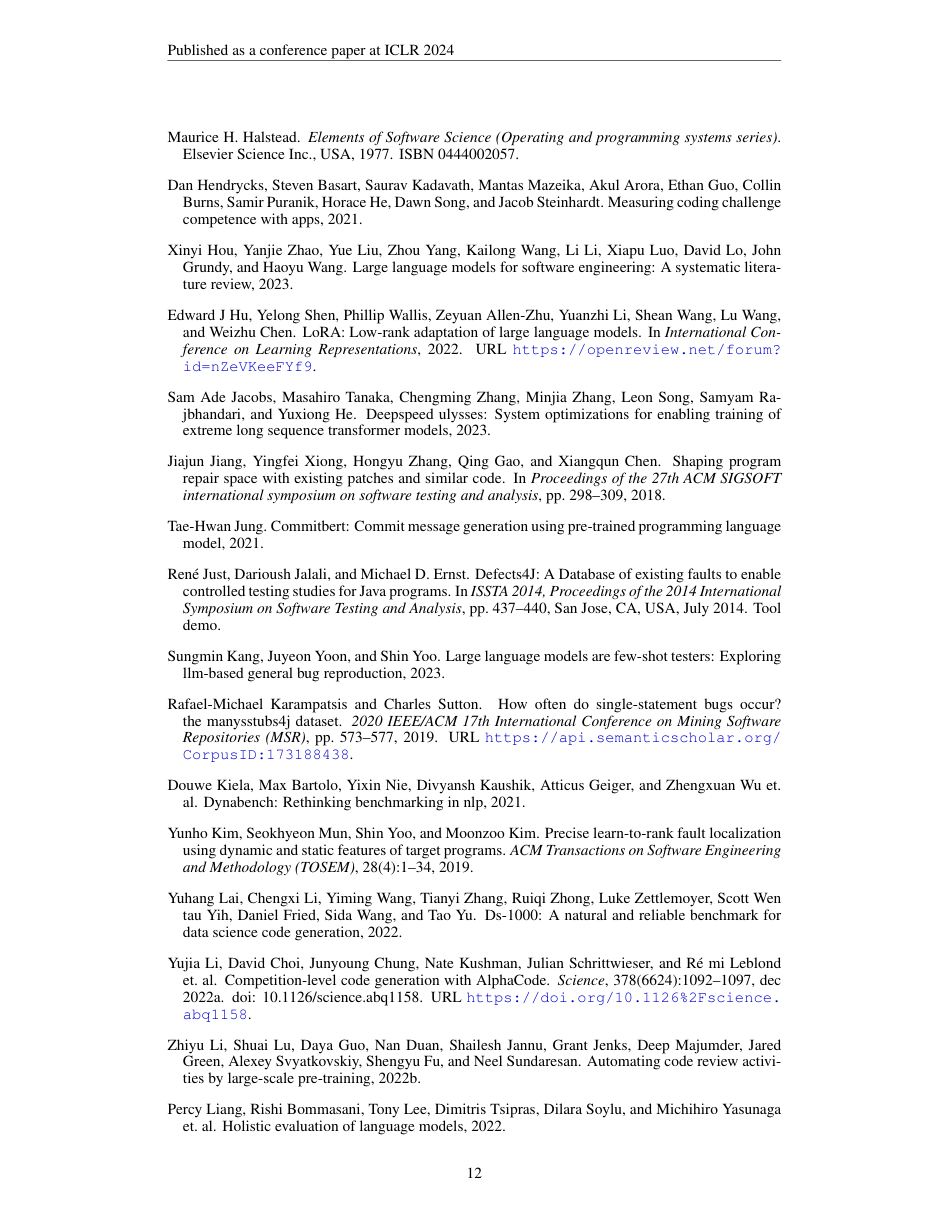 Published as a conference paper at ICLR 2024
Maurice H. Halstead. Elements of Software Science (Operating and programming systems series).
Elsevier Science Inc., USA, 1977. ISBN 0444002057.
Dan Hendrycks, Steven Basart, Saurav Kadavath, Mantas Mazeika, Akul Arora, Ethan Guo, Collin
Burns, Samir Puranik, Horace He, Dawn Song, and Jacob Steinhardt. Measuring coding challenge
competence with apps, 2021.
Xinyi Hou, Yanjie Zhao, Yue Liu, Zhou Yang, Kailong Wang, Li Li, Xiapu Luo, David Lo, John
Grundy, and Haoyu Wang. Large language models for software engineering: A systematic litera-
ture review, 2023.
Edward J Hu, Yelong Shen, Phillip Wallis, Zeyuan Allen-Zhu, Yuanzhi Li, Shean Wang, Lu Wang,
and Weizhu Chen. LoRA: Low-rank adaptation of large language models. In International Con-
ference on Learning Representations, 2022. URL https://openreview.net/forum?
id=nZeVKeeFYf9.
Sam Ade Jacobs, Masahiro Tanaka, Chengming Zhang, Minjia Zhang, Leon Song, Samyam Ra-
jbhandari, and Yuxiong He. Deepspeed ulysses: System optimizations for enabling training of
extreme long sequence transformer models, 2023.
Jiajun Jiang, Yingfei Xiong, Hongyu Zhang, Qing Gao, and Xiangqun Chen. Shaping program
repair space with existing patches and similar code. In Proceedings of the 27th ACM SIGSOFT
international symposium on software testing and analysis, pp. 298–309, 2018.
Tae-Hwan Jung. Commitbert: Commit message generation using pre-trained programming language
model, 2021.
René Just, Darioush Jalali, and Michael D. Ernst. Defects4J: A Database of existing faults to enable
controlled testing studies for Java programs. In ISSTA 2014, Proceedings of the 2014 International
Symposium on Software Testing and Analysis, pp. 437–440, San Jose, CA, USA, July 2014. Tool
demo.
Sungmin Kang, Juyeon Yoon, and Shin Yoo. Large language models are few-shot testers: Exploring
llm-based general bug reproduction, 2023.
Rafael-Michael Karampatsis and Charles Sutton. How often do single-statement bugs occur?
the manysstubs4j dataset. 2020 IEEE/ACM 17th International Conference on Mining Software
Repositories (MSR), pp. 573–577, 2019. URL https://api.semanticscholar.org/
CorpusID:173188438.
Douwe Kiela, Max Bartolo, Yixin Nie, Divyansh Kaushik, Atticus Geiger, and Zhengxuan Wu et.
al. Dynabench: Rethinking benchmarking in nlp, 2021.
Yunho Kim, Seokhyeon Mun, Shin Yoo, and Moonzoo Kim. Precise learn-to-rank fault localization
using dynamic and static features of target programs. ACM Transactions on Software Engineering
and Methodology (TOSEM), 28(4):1–34, 2019.
Yuhang Lai, Chengxi Li, Yiming Wang, Tianyi Zhang, Ruiqi Zhong, Luke Zettlemoyer, Scott Wen
tau Yih, Daniel Fried, Sida Wang, and Tao Yu. Ds-1000: A natural and reliable benchmark for
data science code generation, 2022.
Yujia Li, David Choi, Junyoung Chung, Nate Kushman, Julian Schrittwieser, and Ré mi Leblond
et. al. Competition-level code generation with AlphaCode. Science, 378(6624):1092–1097, dec
2022a. doi: 10.1126/science.abq1158. URL https://doi.org/10.1126%2Fscience.
abq1158.
Zhiyu Li, Shuai Lu, Daya Guo, Nan Duan, Shailesh Jannu, Grant Jenks, Deep Majumder, Jared
Green, Alexey Svyatkovskiy, Shengyu Fu, and Neel Sundaresan. Automating code review activi-
ties by large-scale pre-training, 2022b.
Percy Liang, Rishi Bommasani, Tony Lee, Dimitris Tsipras, Dilara Soylu, and Michihiro Yasunaga
et. al. Holistic evaluation of language models, 2022.
12